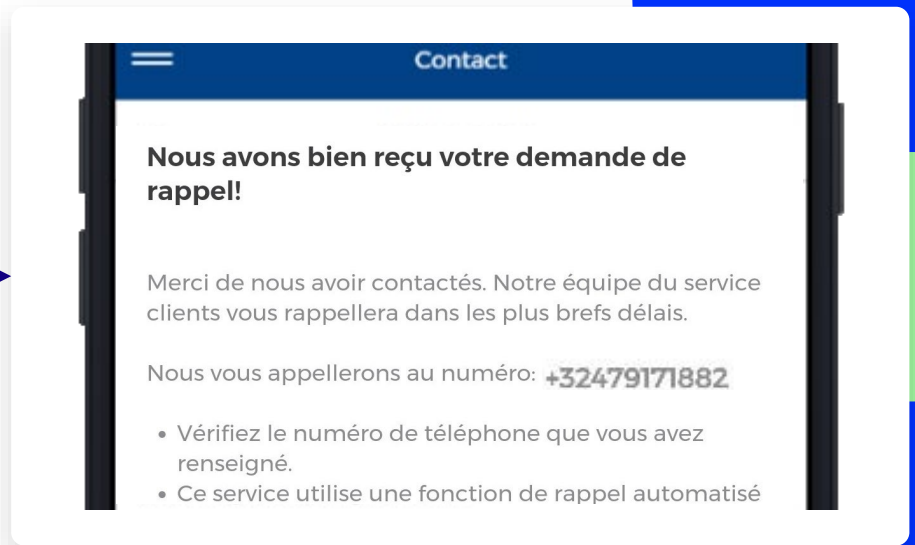 Contact
Nous avons bien reçu votre demande de
rappel!
Merci de nous avoir contactés. Notre équipe du service
clients vous rappellera dans les plus brefs délais.
Nous vous appellerons au numéro: +32479171882
• Vérifiez le numéro de téléphone que vous avez
renseigné.
• Ce service utilise une fonction de rappel automatisé